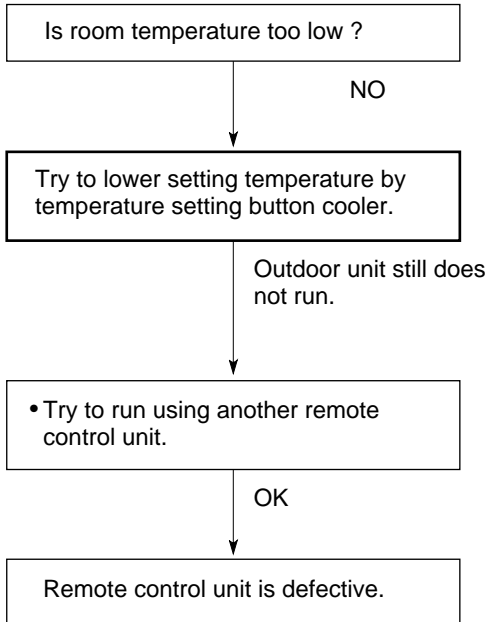 Is room temperature too low ?
NO
Try to lower setting temperature by
temperature setting button cooler.
Outdoor unit still does
not run.
• Try to run using another remote
control unit.
OK
Remote control unit is defective.